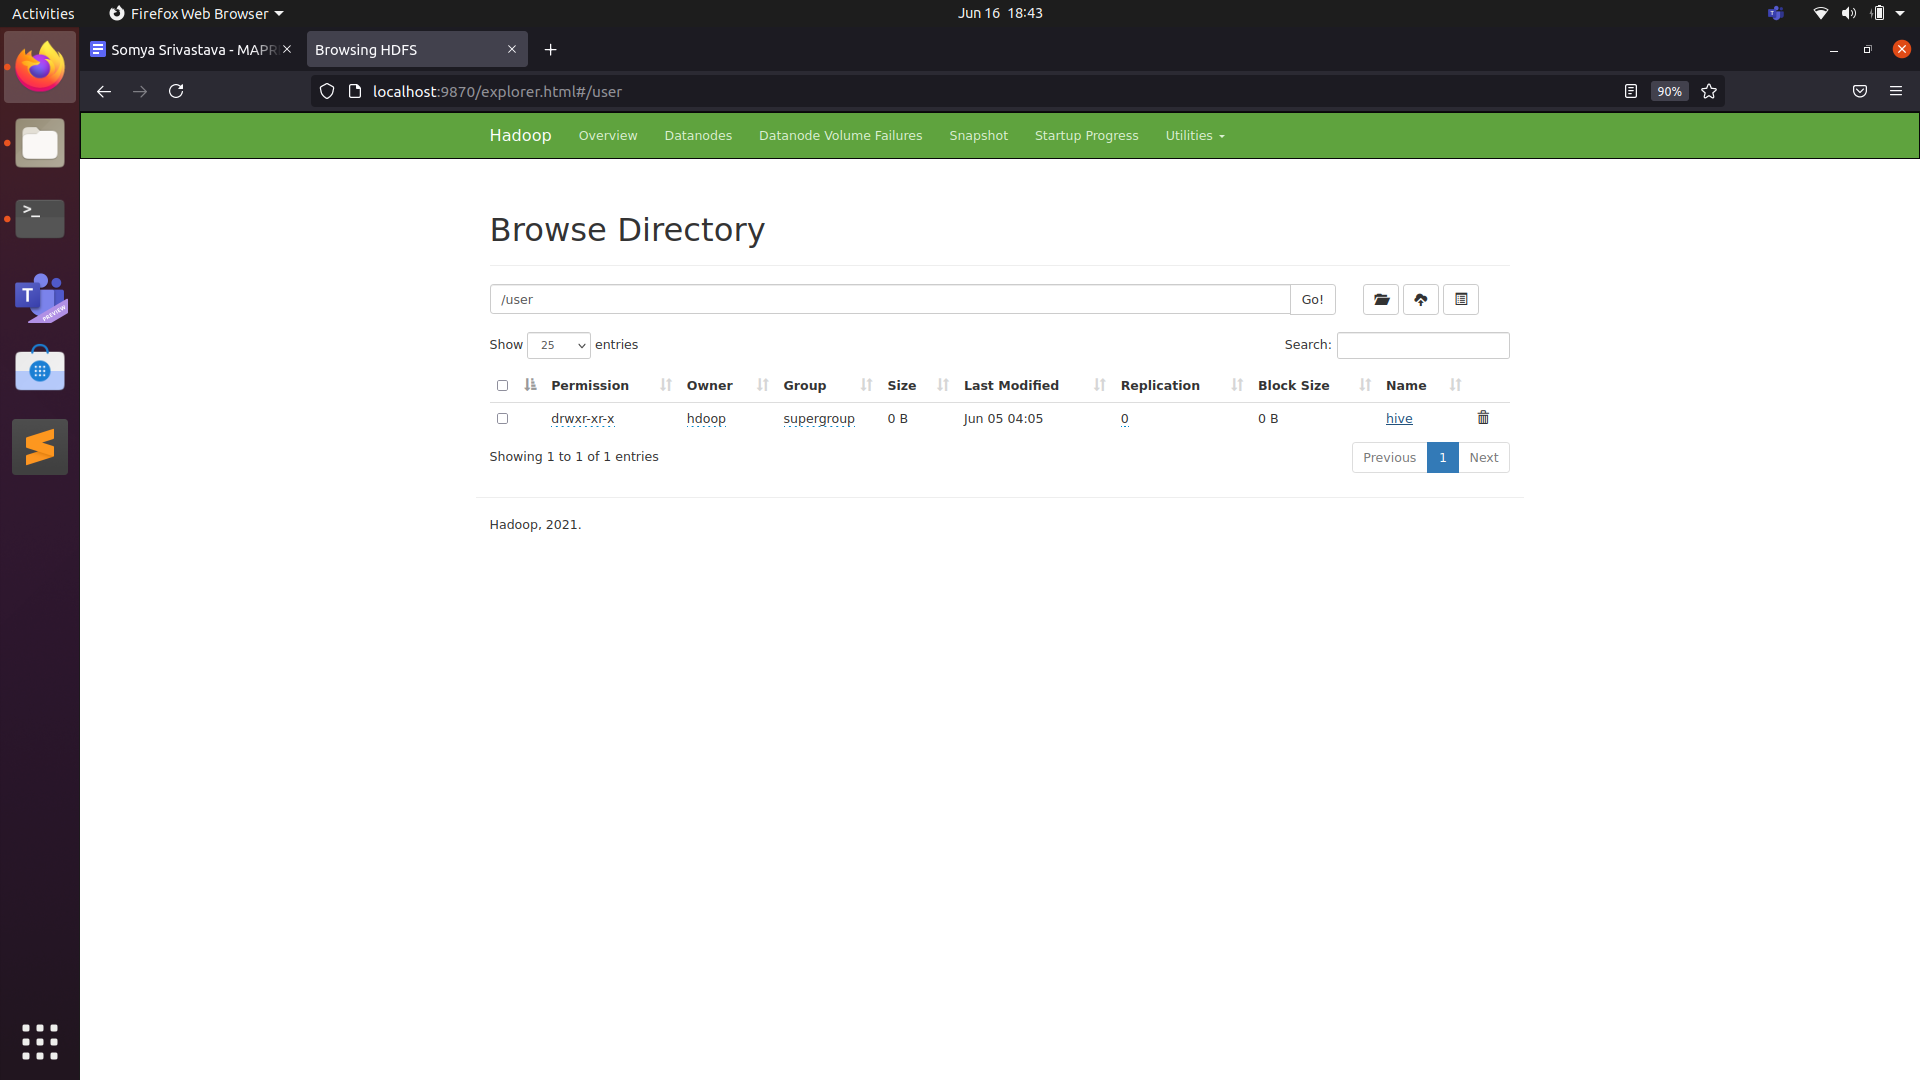 Activities
Firefox Web Browser
Jun 16 18:43
Somya Srivastava - MAPR
Browsing HDFS
localhost:9870/explorer.html#/user
90%
Hadoop
Overview
Datanodes
Datanode Volume Failures
Snapshot
Startup Progress
Utilities
Browse Directory
/user
Go!
Show 25 entries
Search:
Permission Owner Group Size Last Modified Replication Block Size Name
drwxr-xr-x hdoop supergroup 0 B Jun 05 04:05 0 0 B hive
Showing 1 to 1 of 1 entries
Previous 1 Next
Hadoop, 2021.
T
PREVIEW